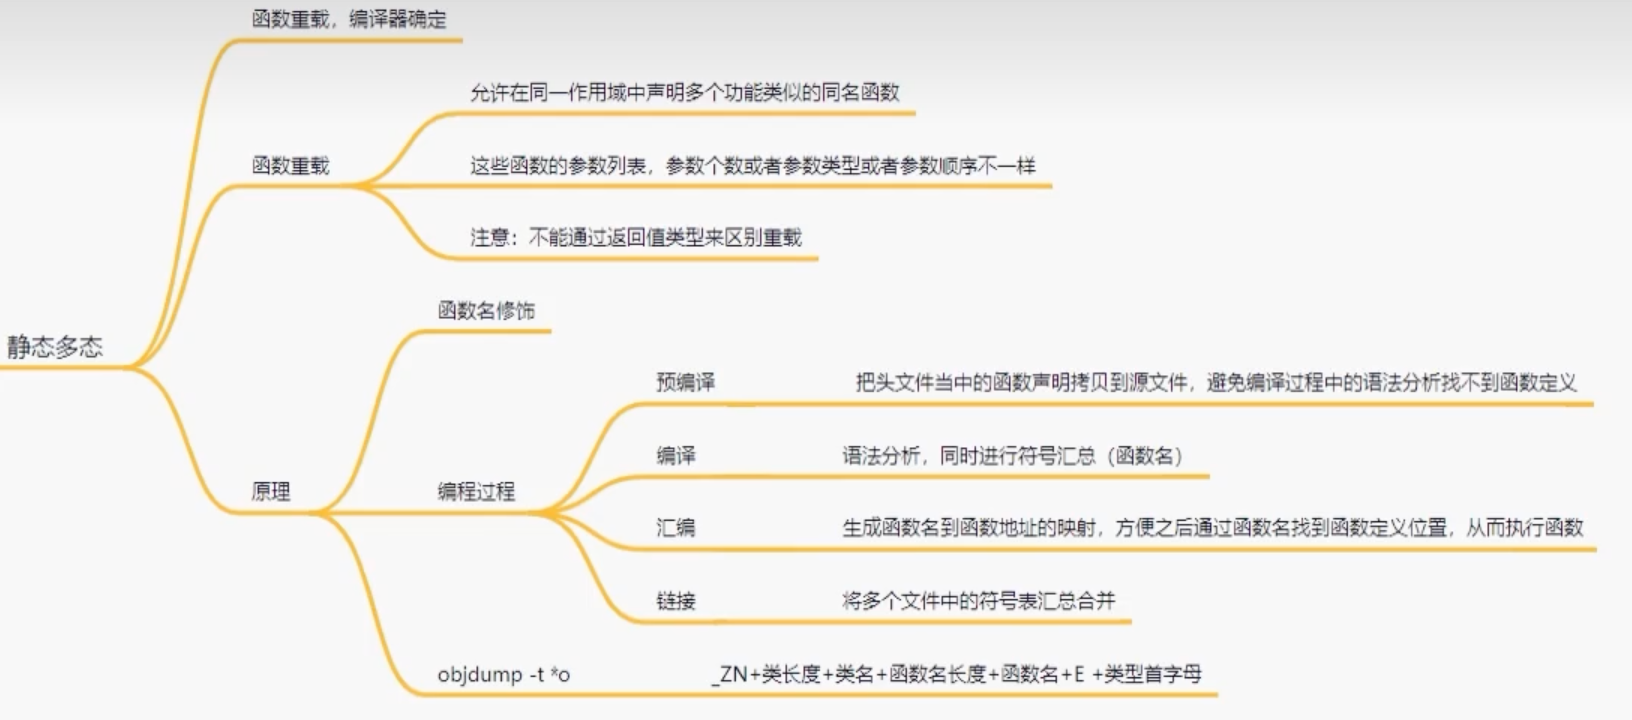 函数重载，编译器确定
允许在同一作用域中声明多个功能类似的同名函数
函数重载
这些函数的参数列表，参数个数或者参数类型或者参数顺序不一样
注意：不能通过返回值类型来区别重载
函数名修饰
静态多态
预编译
把头文件当中的函数声明拷贝到源文件，避免编译过程中的语法分析找不到函数定义
编译
语法分析，同时进行符号汇总（函数名）
原理
编程过程
汇编
生成函数名到函数地址的映射，方便之后通过函数名找到函数定义位置，从而执行函数
链接
将多个文件中的符号表汇总合并
objdump -t *o
_ZN+类长度+类名+函数名长度+函数名+E +类型首字母